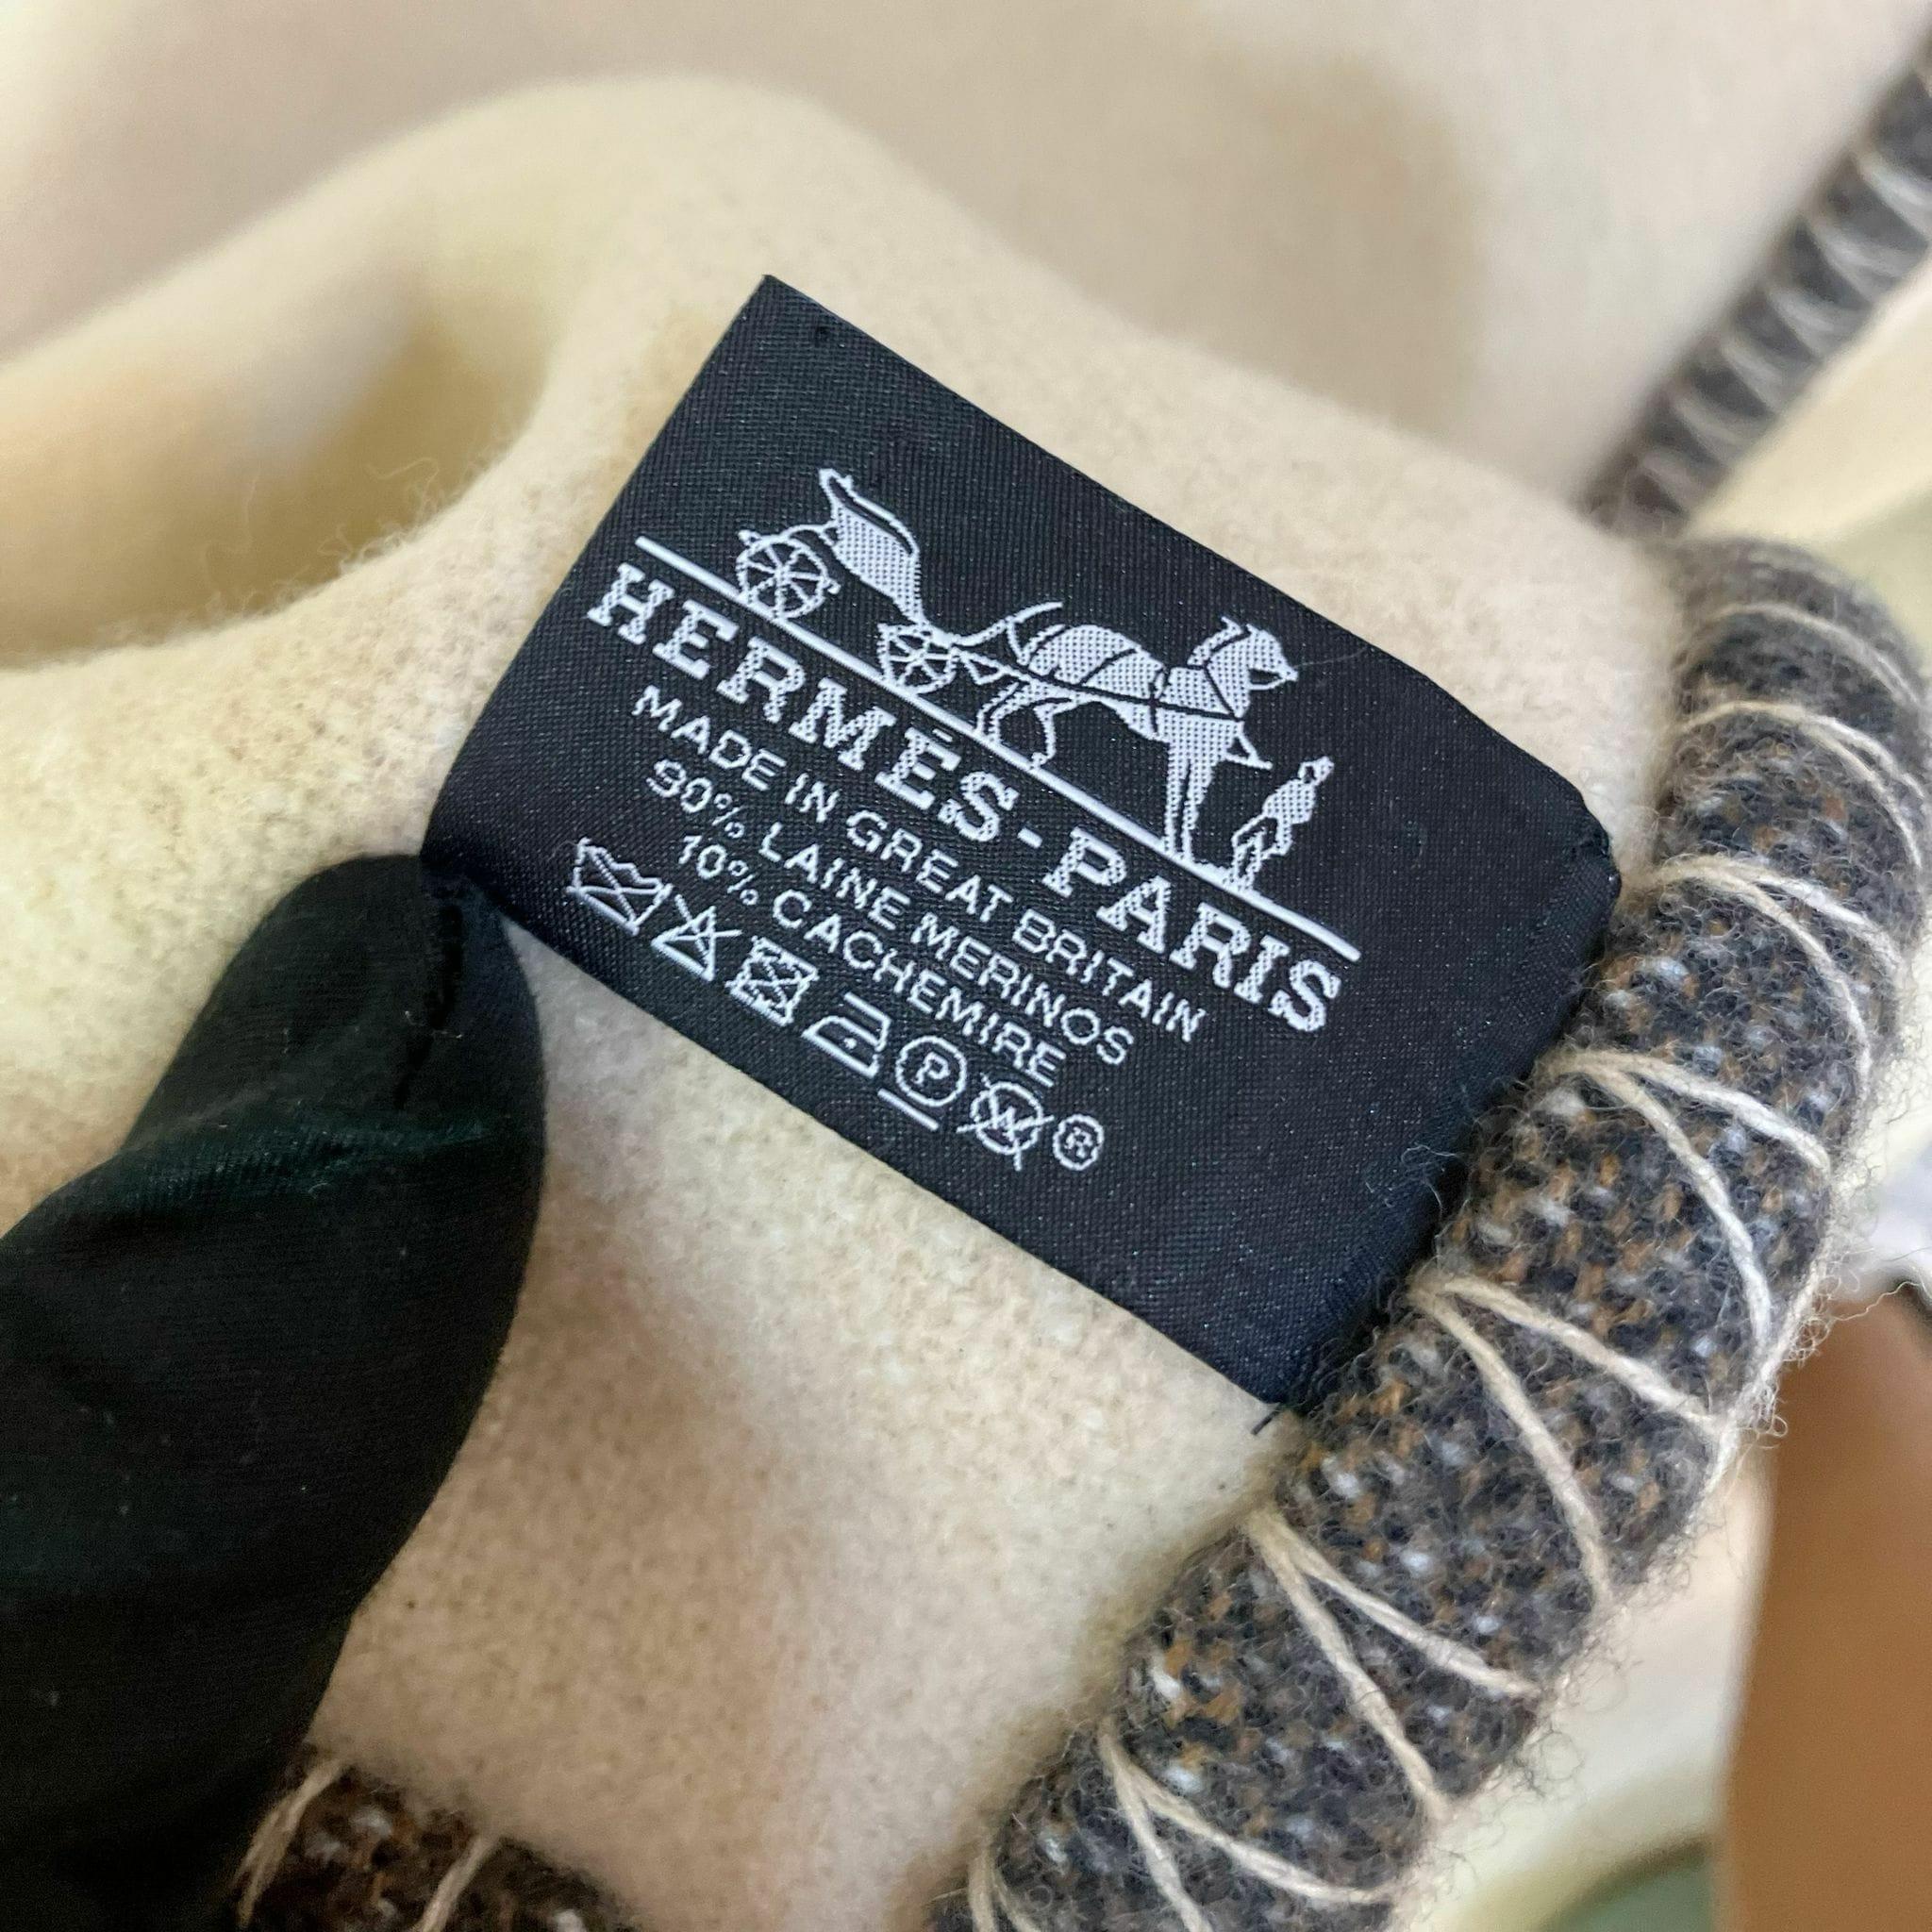 HERMÈS-PARIS
MADE IN GREAT BRITAIN
90% LAINE MERINOS
10% CACHEMIRE
P W ®